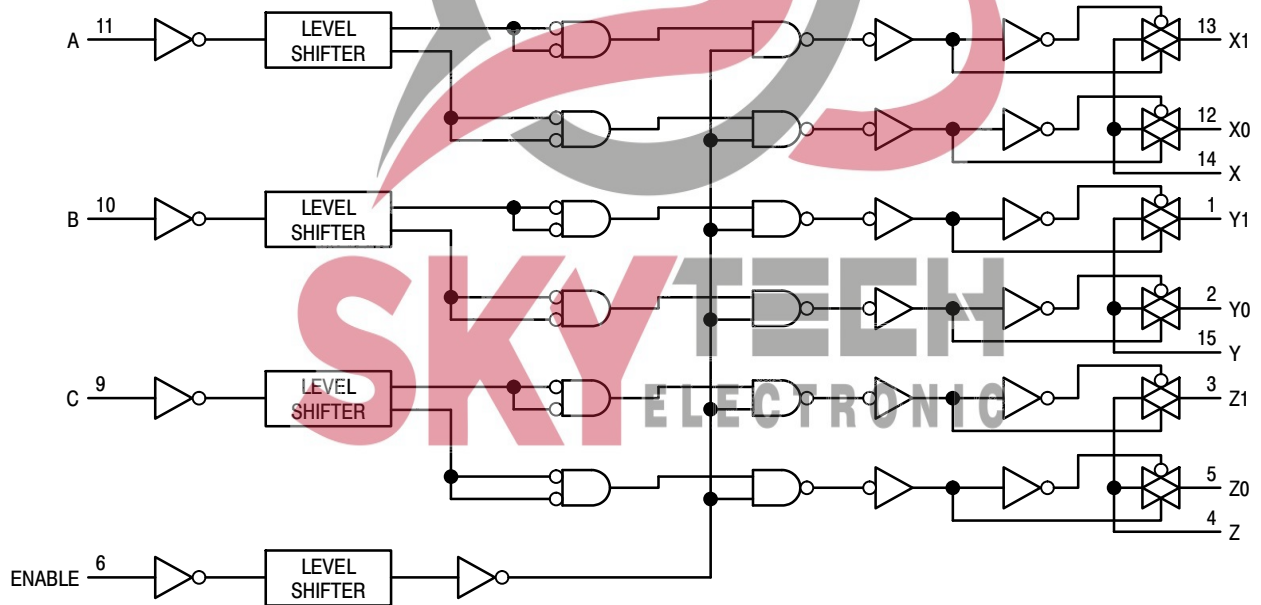 A 11 LEVEL SHIFTER 13 X1
12 X0
14 X
B 10 LEVEL SHIFTER 1 Y1
2 Y0
15 Y
C 9 LEVEL SHIFTER 3 Z1
5 Z0
4 Z
ENABLE 6 LEVEL SHIFTER
SKYTECH
ELECTRONIC